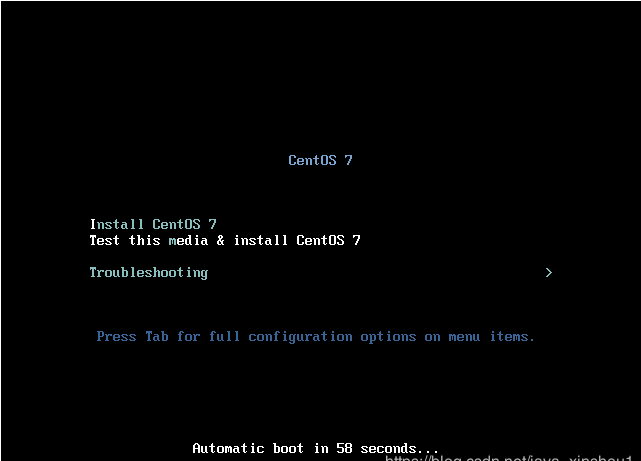 CentOS 7
Install CentOS 7
Test this media & install CentOS 7
Troubleshooting >
Press Tab for full configuration options on menu items.
Automatic boot in 58 seconds...
https://blog.csdn.net/java_xinshou1